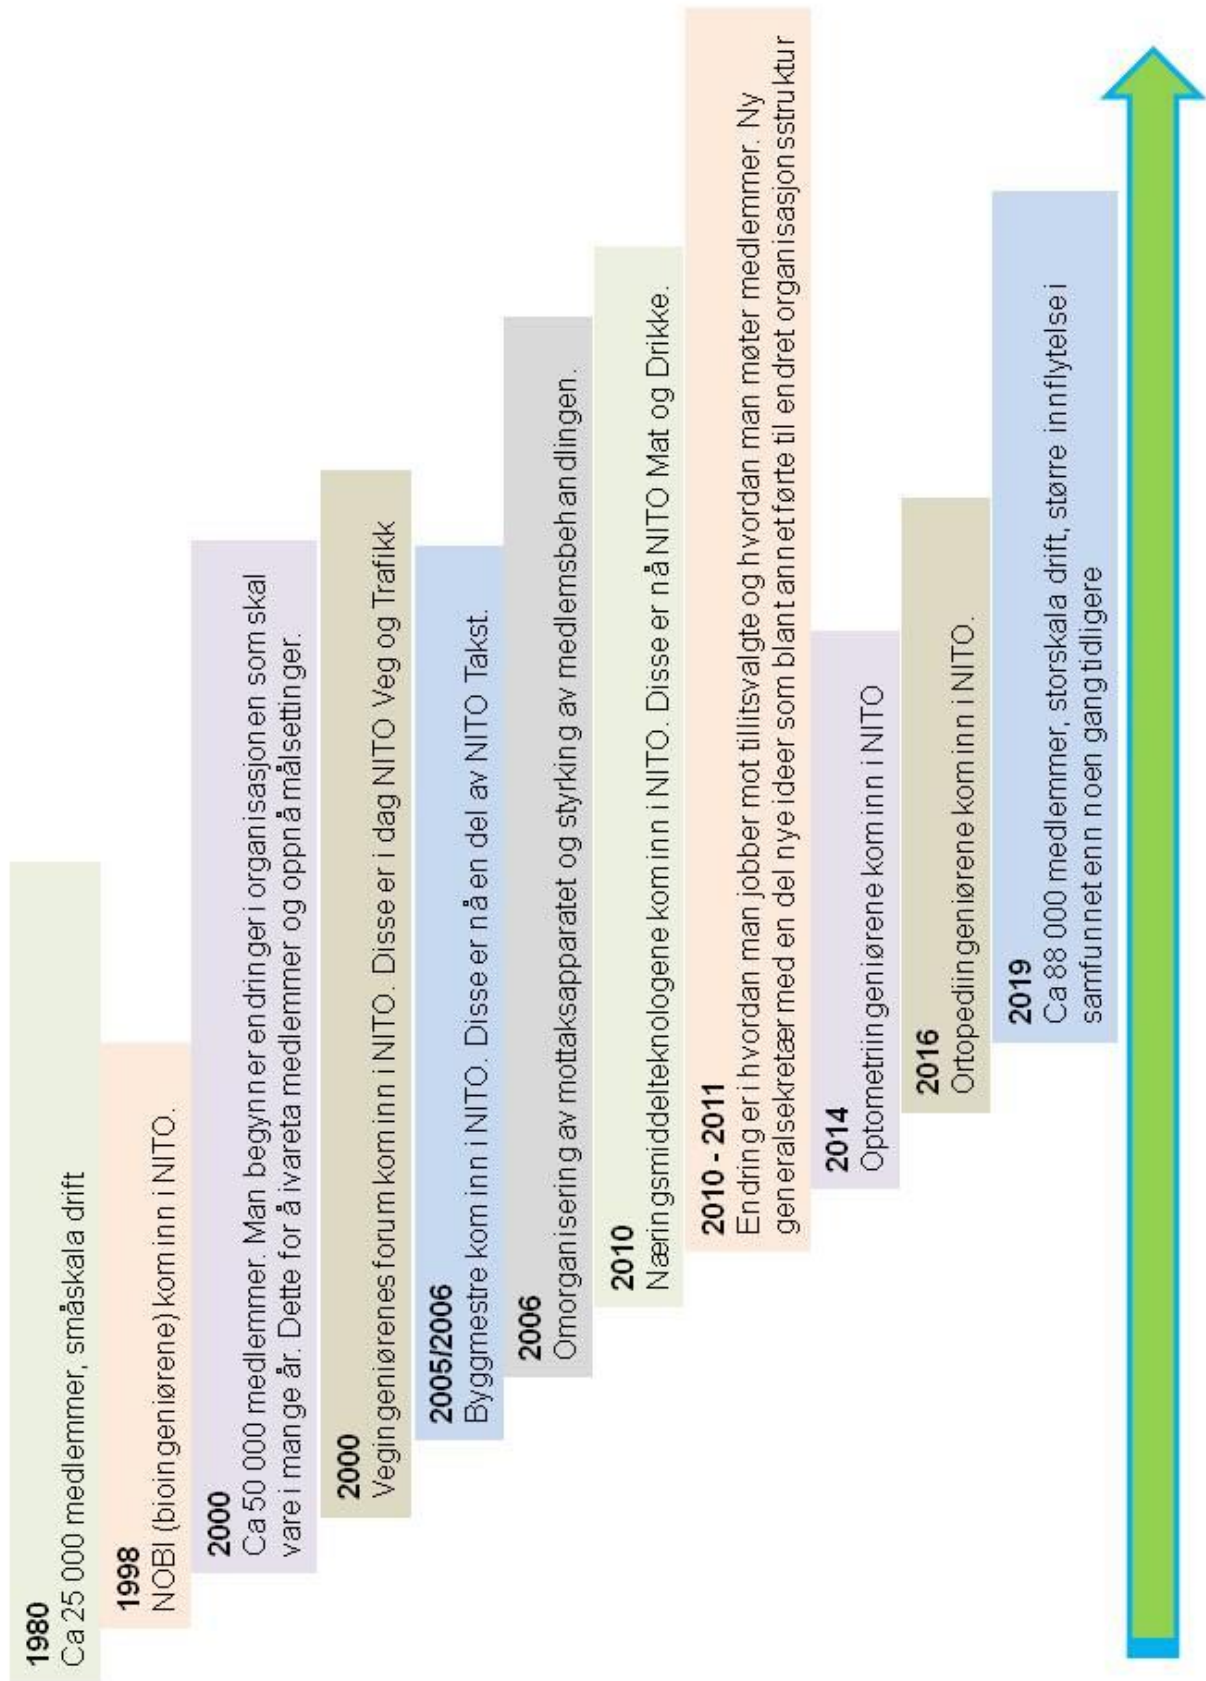 1980
Ca 25 000 medlemmer, småskala drift
1998
NOBI (bioingeniørene) kom inn i NITO.
2000
Ca 50 000 medlemmer. Man begynner endringer i organisasjonen som skal
vare i mange år. Dette for å ivareta medlemmer og oppnå målsettinger.
2000
Vegingeniørenes forum kom inn i NITO. Disse er i dag NITO Veg og Trafikk
2005/2006
Byggmestre kom inn i NITO. Disse er nå en del av NITO Takst.
2006
Omorganisering av mottaksapparatet og styrking av medlemsbehandlingen.
2010
Næringsmiddelteknologene kom inn i NITO. Disse er nå NITO Mat og Drikke.
2010 - 2011
Endringer i hvordan man jobber mot tillitsvalgte og hvordan man møter medlemmer. Ny
generalsekretær med en del nye ideer som blant annet førte til endret organisasjonsstruktur
2014
Optometriingeniørene kom inn i NITO
2016
Ortopediingeniørene kom inn i NITO.
2019
Ca 88 000 medlemmer, storskala drift, større innflytelse i
samfunnet enn noen gang tidligere